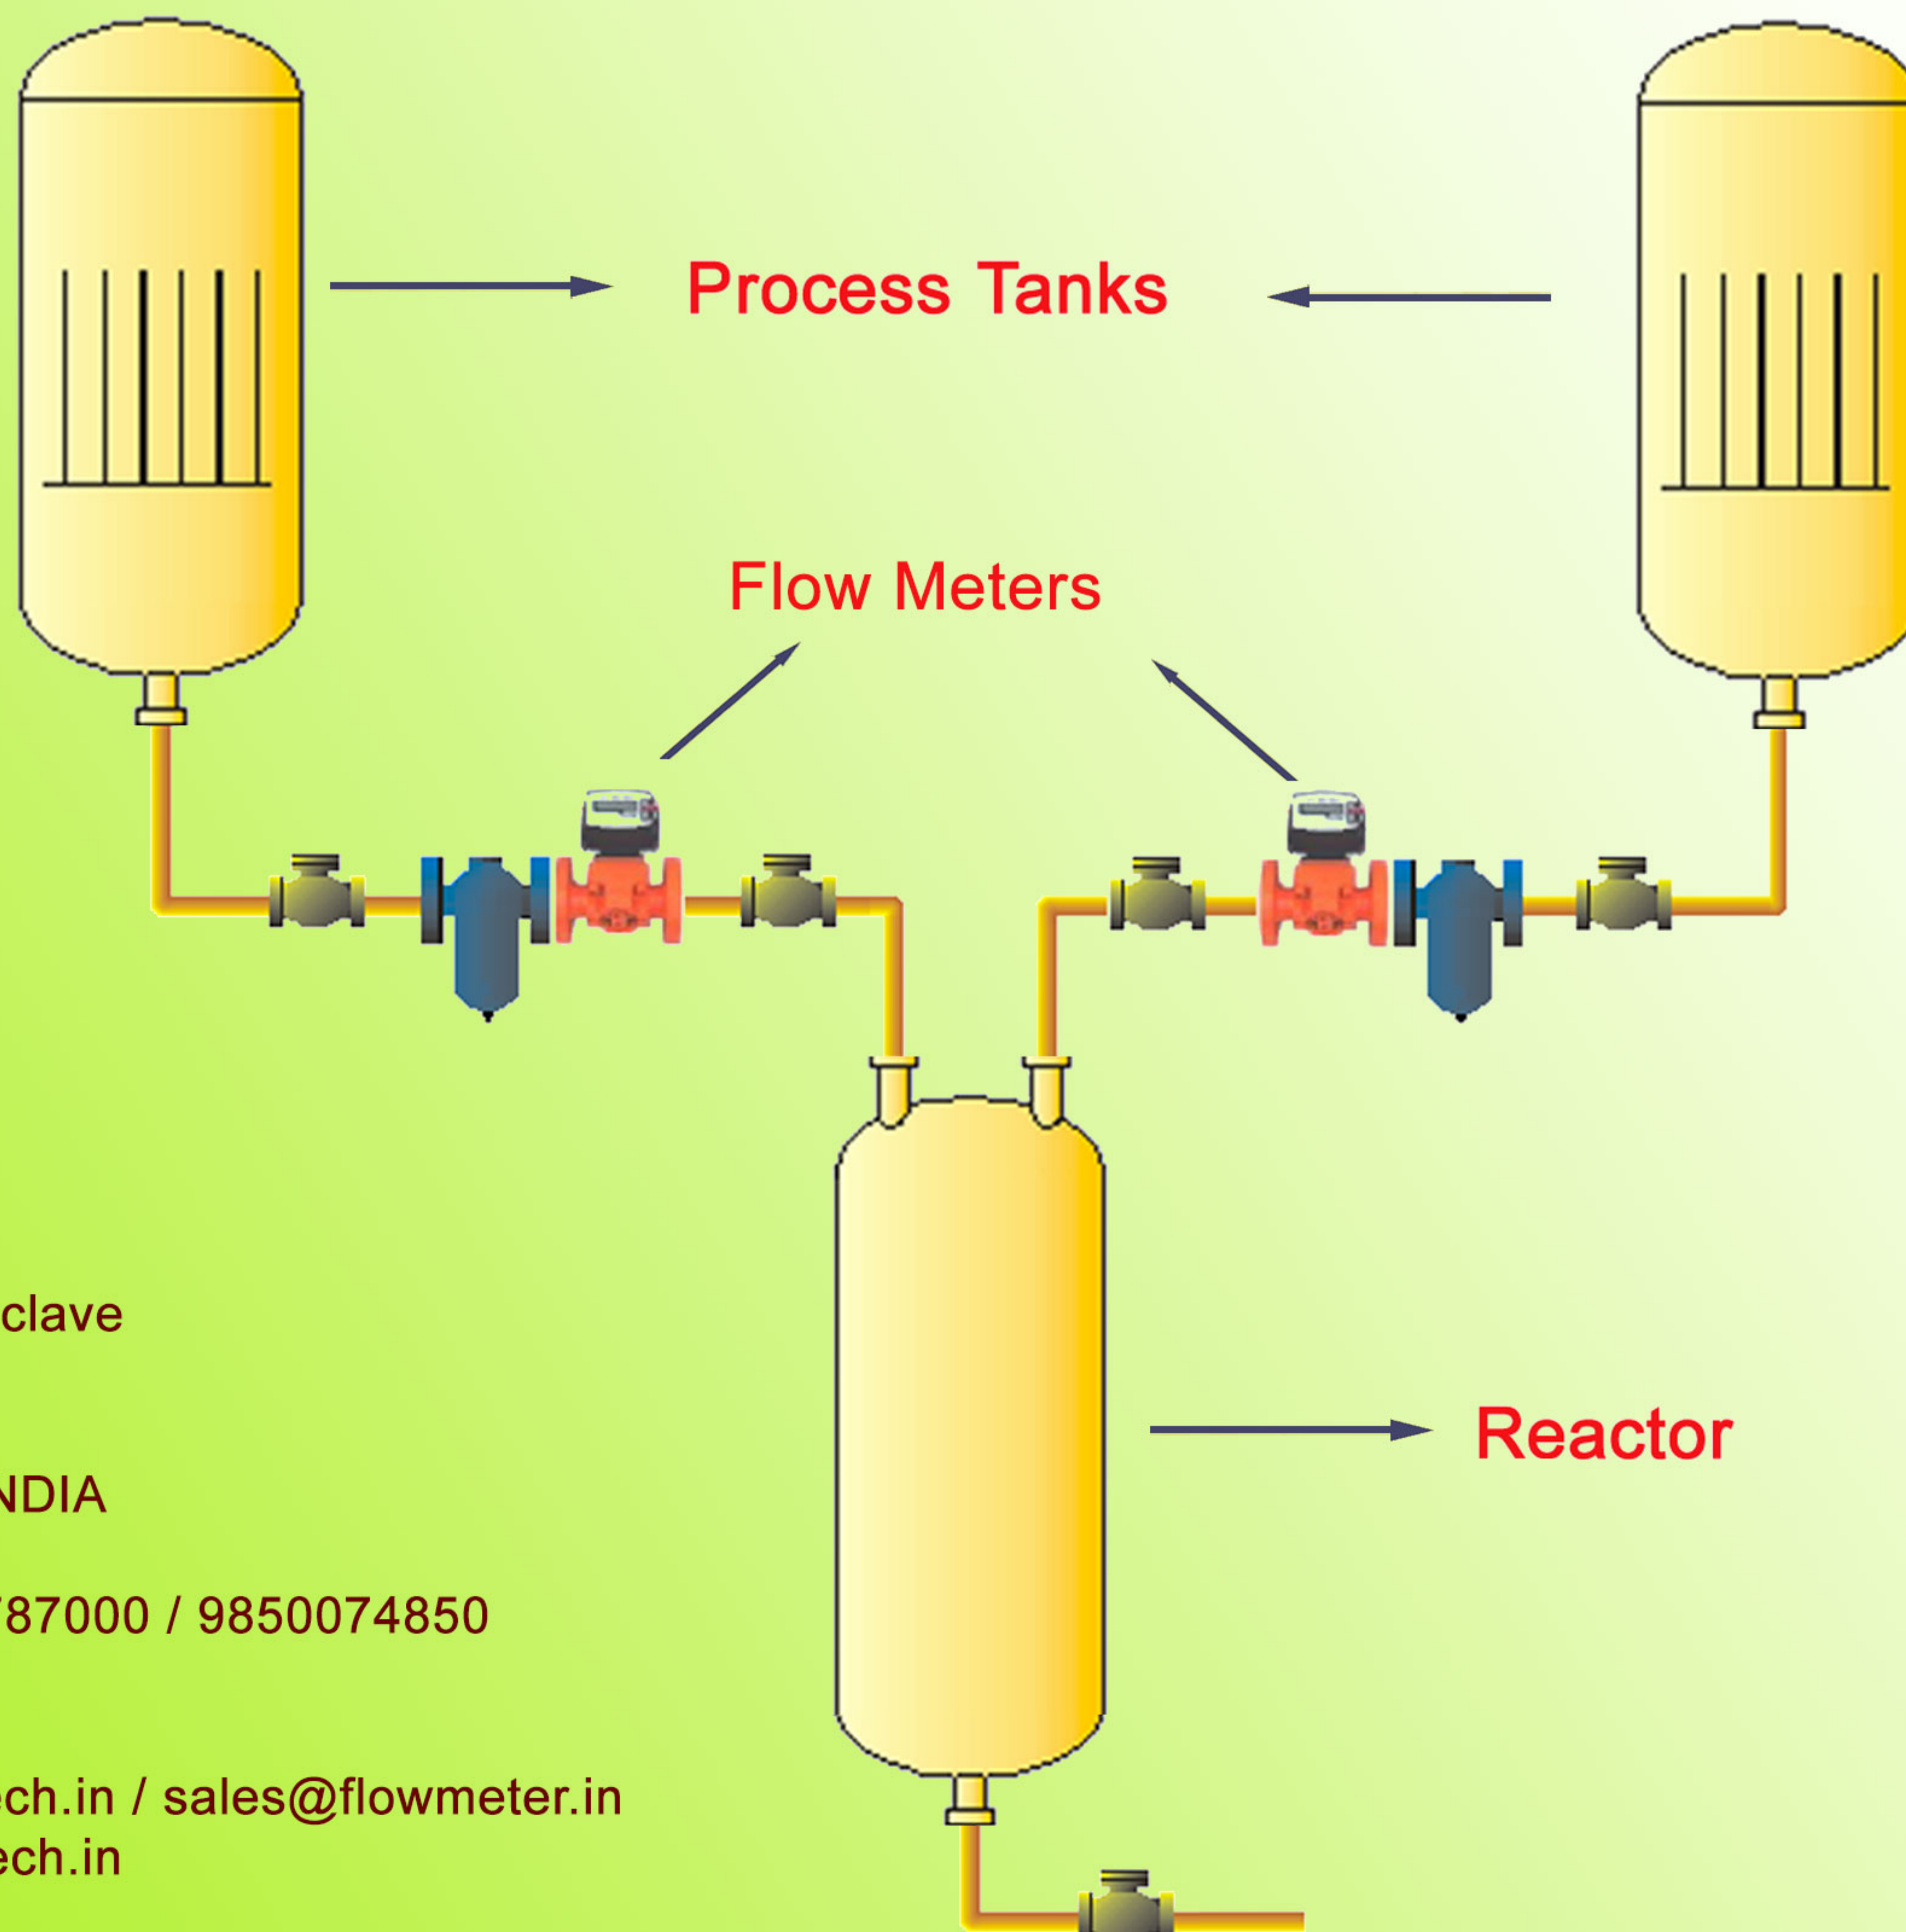 Process Tanks
Flow Meters
clave
Reactor
NDIA
787000 / 9850074850
ech.in / sales@flowmeter.in
ech.in